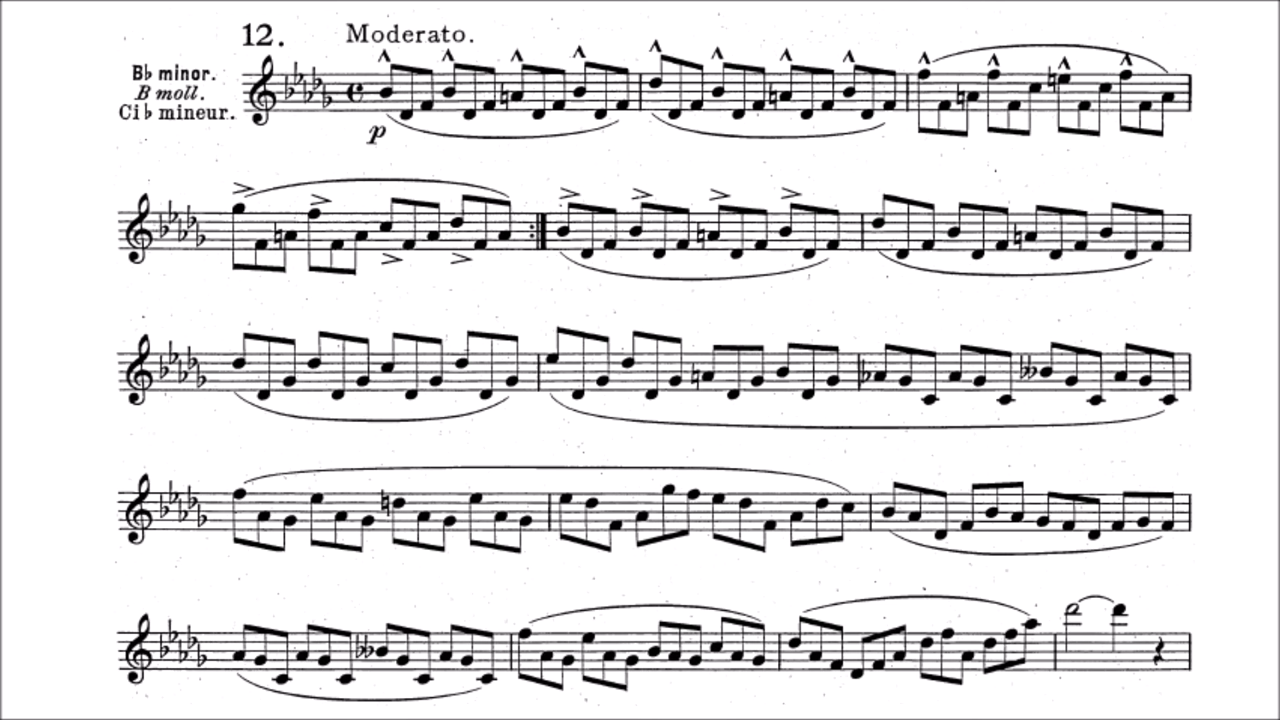 12. Moderato.
B♭ minor.
B moll.
Ci♭ mineur.
p